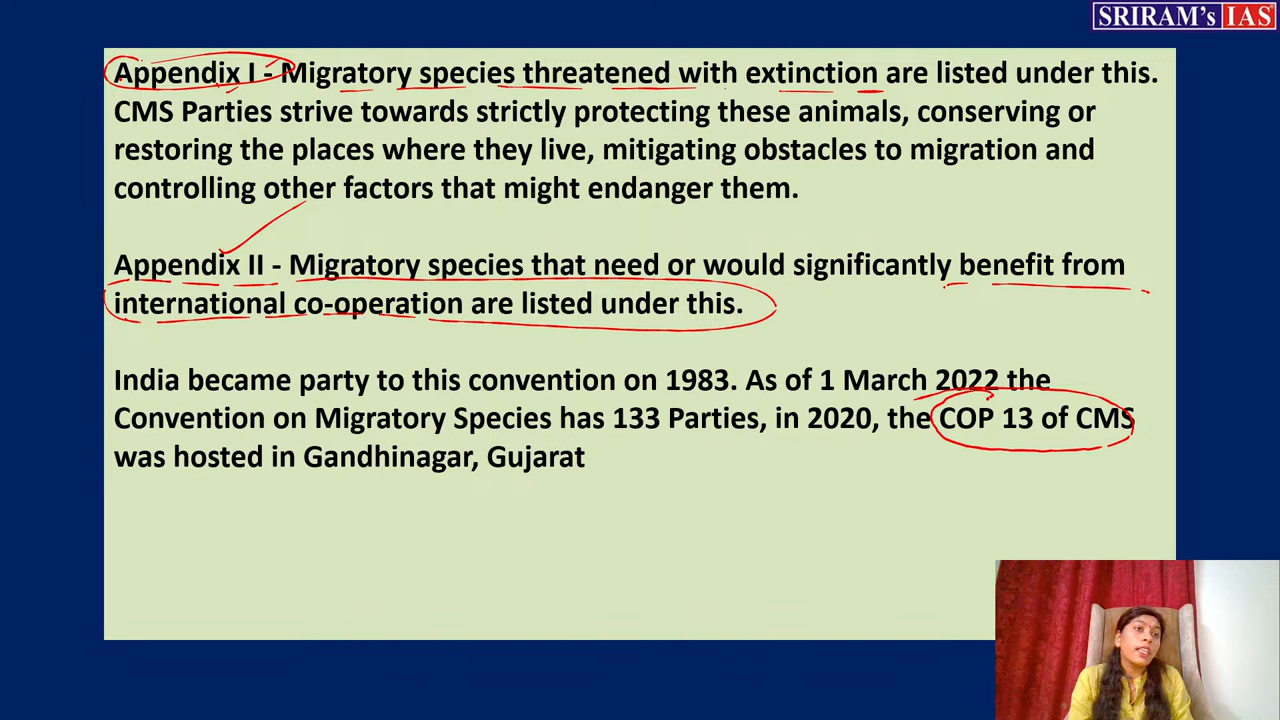 SRIRAM's IAS
Appendix I - Migratory species threatened with extinction are listed under this.
CMS Parties strive towards strictly protecting these animals, conserving or
restoring the places where they live, mitigating obstacles to migration and
controlling other factors that might endanger them.
Appendix II - Migratory species that need or would significantly benefit from
international co-operation are listed under this.
India became party to this convention on 1983. As of 1 March 2022 the
Convention on Migratory Species has 133 Parties, in 2020, the COP 13 of CMS
was hosted in Gandhinagar, Gujarat